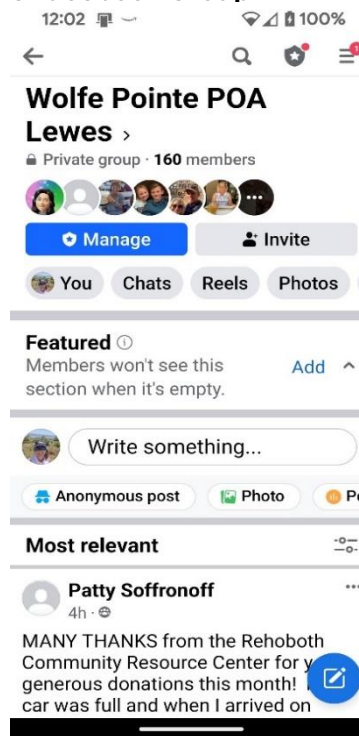 12:02
100%
Wolfe Pointe POA
Lewes >
Private group · 160 members
Manage
Invite
You
Chats
Reels
Photos
Featured
Members won't see this
section when it's empty.
Add
Write something...
Anonymous post
Photo
Most relevant
Patty Soffronoff
4h ·
MANY THANKS from the Rehoboth
Community Resource Center for
generous donations this month!
car was full and when I arrived on